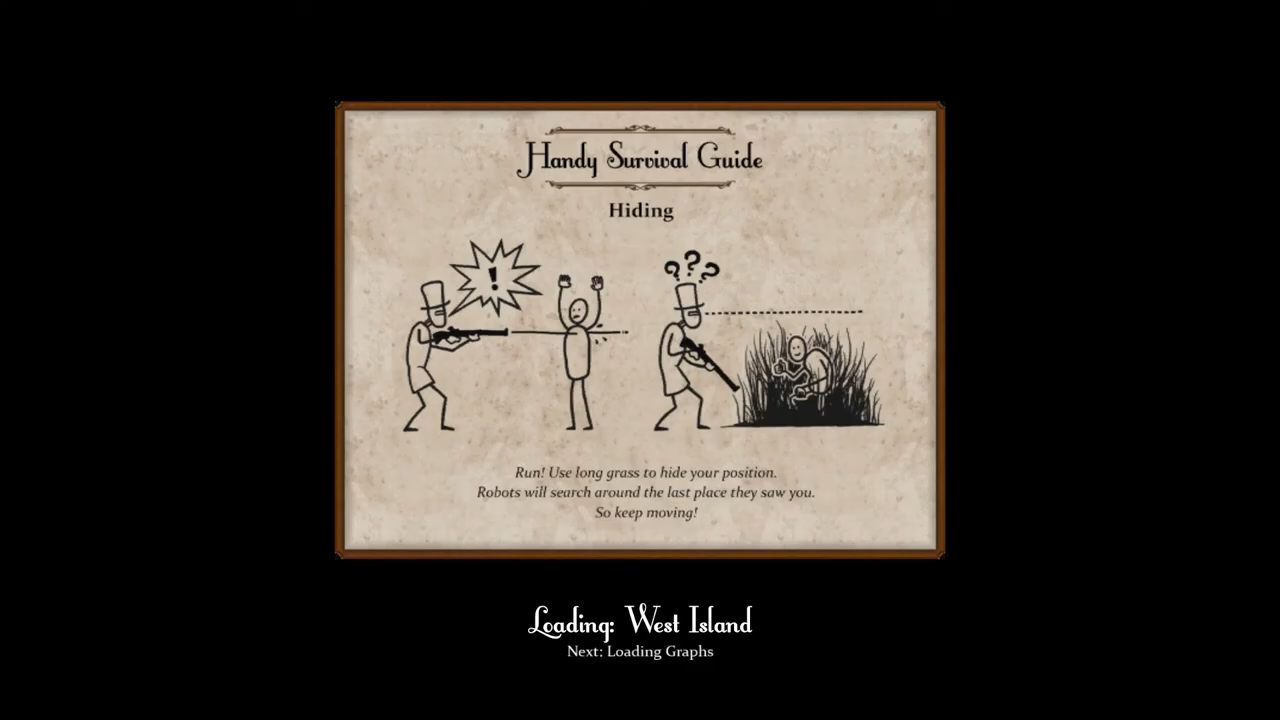 Handy Survival Guide
Hiding
!
? ? ?
Run! Use long grass to hide your position.
Robots will search around the last place they saw you.
So keep moving!
Loading: West Island
Next: Loading Graphs